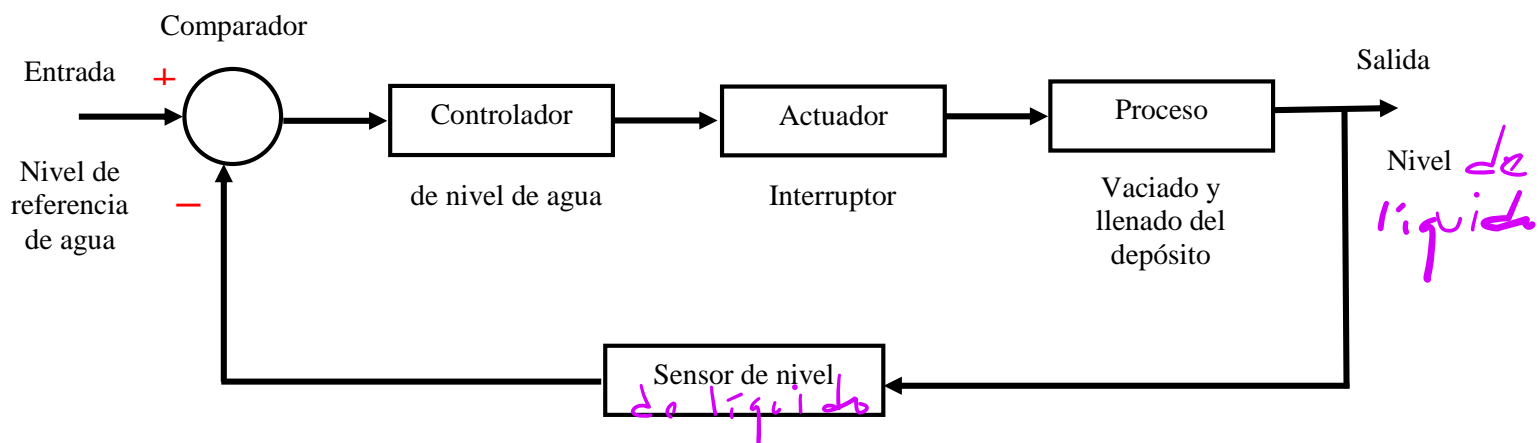 Comparador
Entrada
+
Salida
Controlador
Actuador
Proceso
Nivel de
referencia
de agua
−
de nivel de agua
Interruptor
Vaciado y
llenado del
depósito
Nivel de
líquido
Sensor de nivel
de líquido